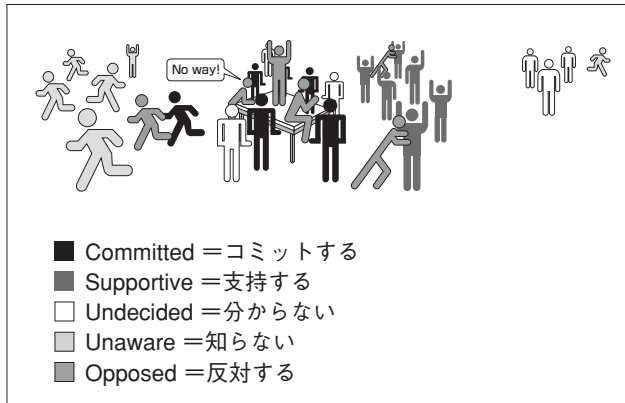 No way!
Committed =コミットする
Supportive =支持する
Undecided =分からない
Unaware =知らない
Opposed =反対する